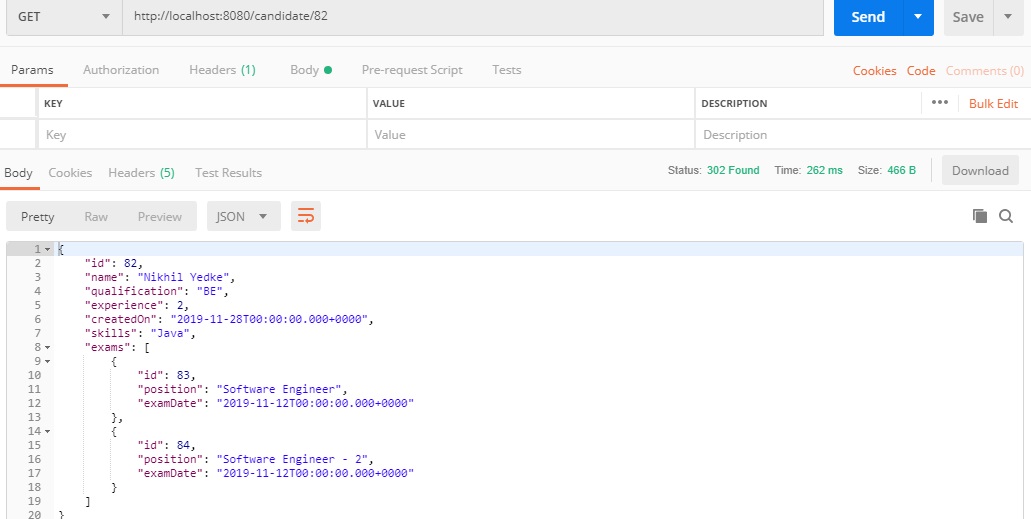 GET http://localhost:8080/candidate/82 Send Save
Params Authorization Headers (1) Body Pre-request Script Tests Cookies Code Comments (0)
KEY VALUE DESCRIPTION ••• Bulk Edit
Key Value Description
Body Cookies Headers (5) Test Results Status: 302 Found Time: 262 ms Size: 466 B Download
Pretty Raw Preview JSON
1 {
2 "id": 82,
3 "name": "Nikhil Yedke",
4 "qualification": "BE",
5 "experience": 2,
6 "createdOn": "2019-11-28T00:00:00.000+0000",
7 "skills": "Java",
8 "exams": [
9 {
10 "id": 83,
11 "position": "Software Engineer",
12 "examDate": "2019-11-12T00:00:00.000+0000"
13 },
14 {
15 "id": 84,
16 "position": "Software Engineer - 2",
17 "examDate": "2019-11-12T00:00:00.000+0000"
18 }
19 ]
20 }